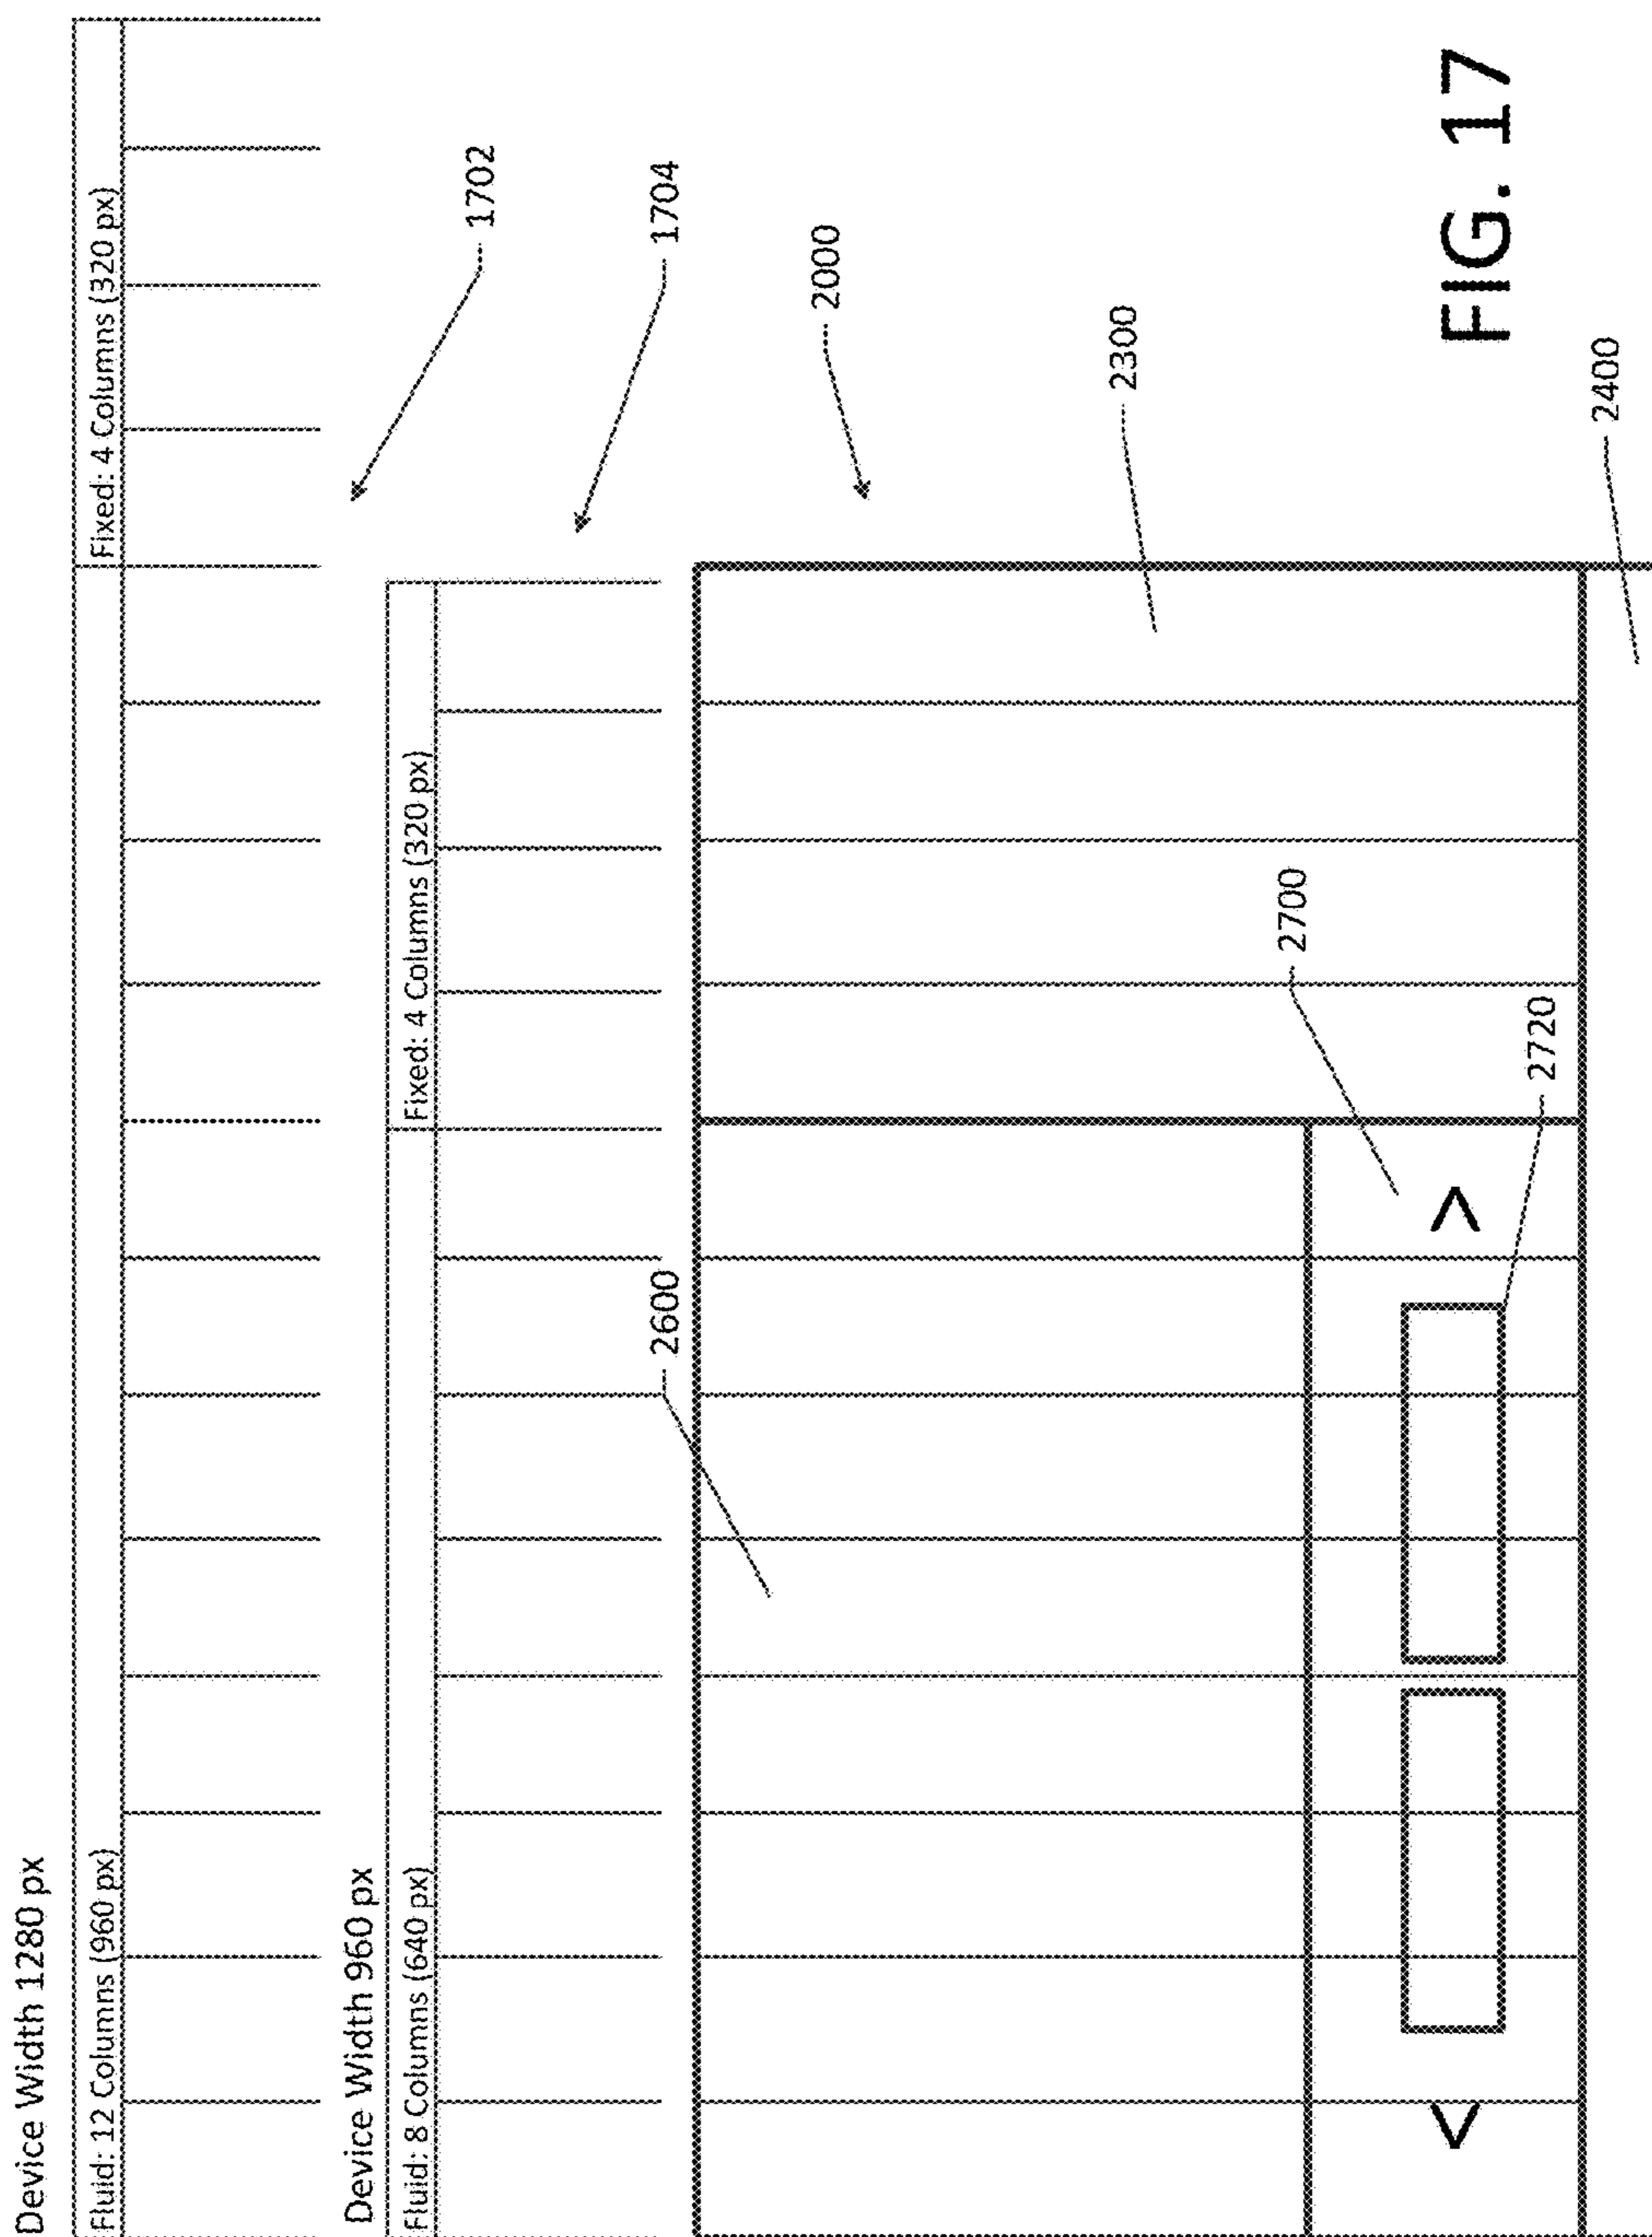 Device Width 1280 px
Fluid: 12 Columns (960 px)
Fixed: 4 Columns (320 px)
1702
Device Width 960 px
Fluid: 8 Columns (640 px)
Fixed: 4 Columns (320 px)
1704
2600
2000
2300
2700
<
>
2720
FIG. 17
2400